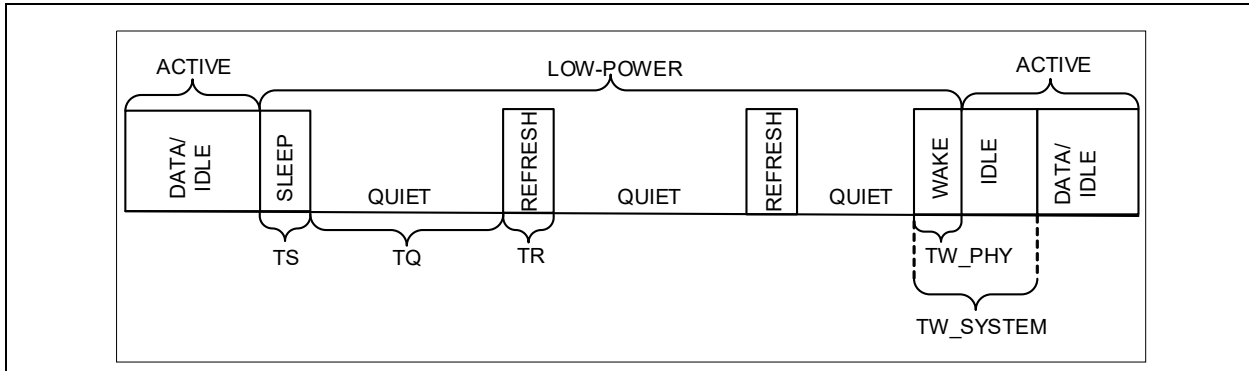 ACTIVE
LOW-POWER
ACTIVE
DATA/
IDLE
SLEEP
QUIET
REFRESH
QUIET
REFRESH
QUIET
WAKE
IDLE
DATA/
IDLE
TS
TQ
TR
TW_PHY
TW_SYSTEM